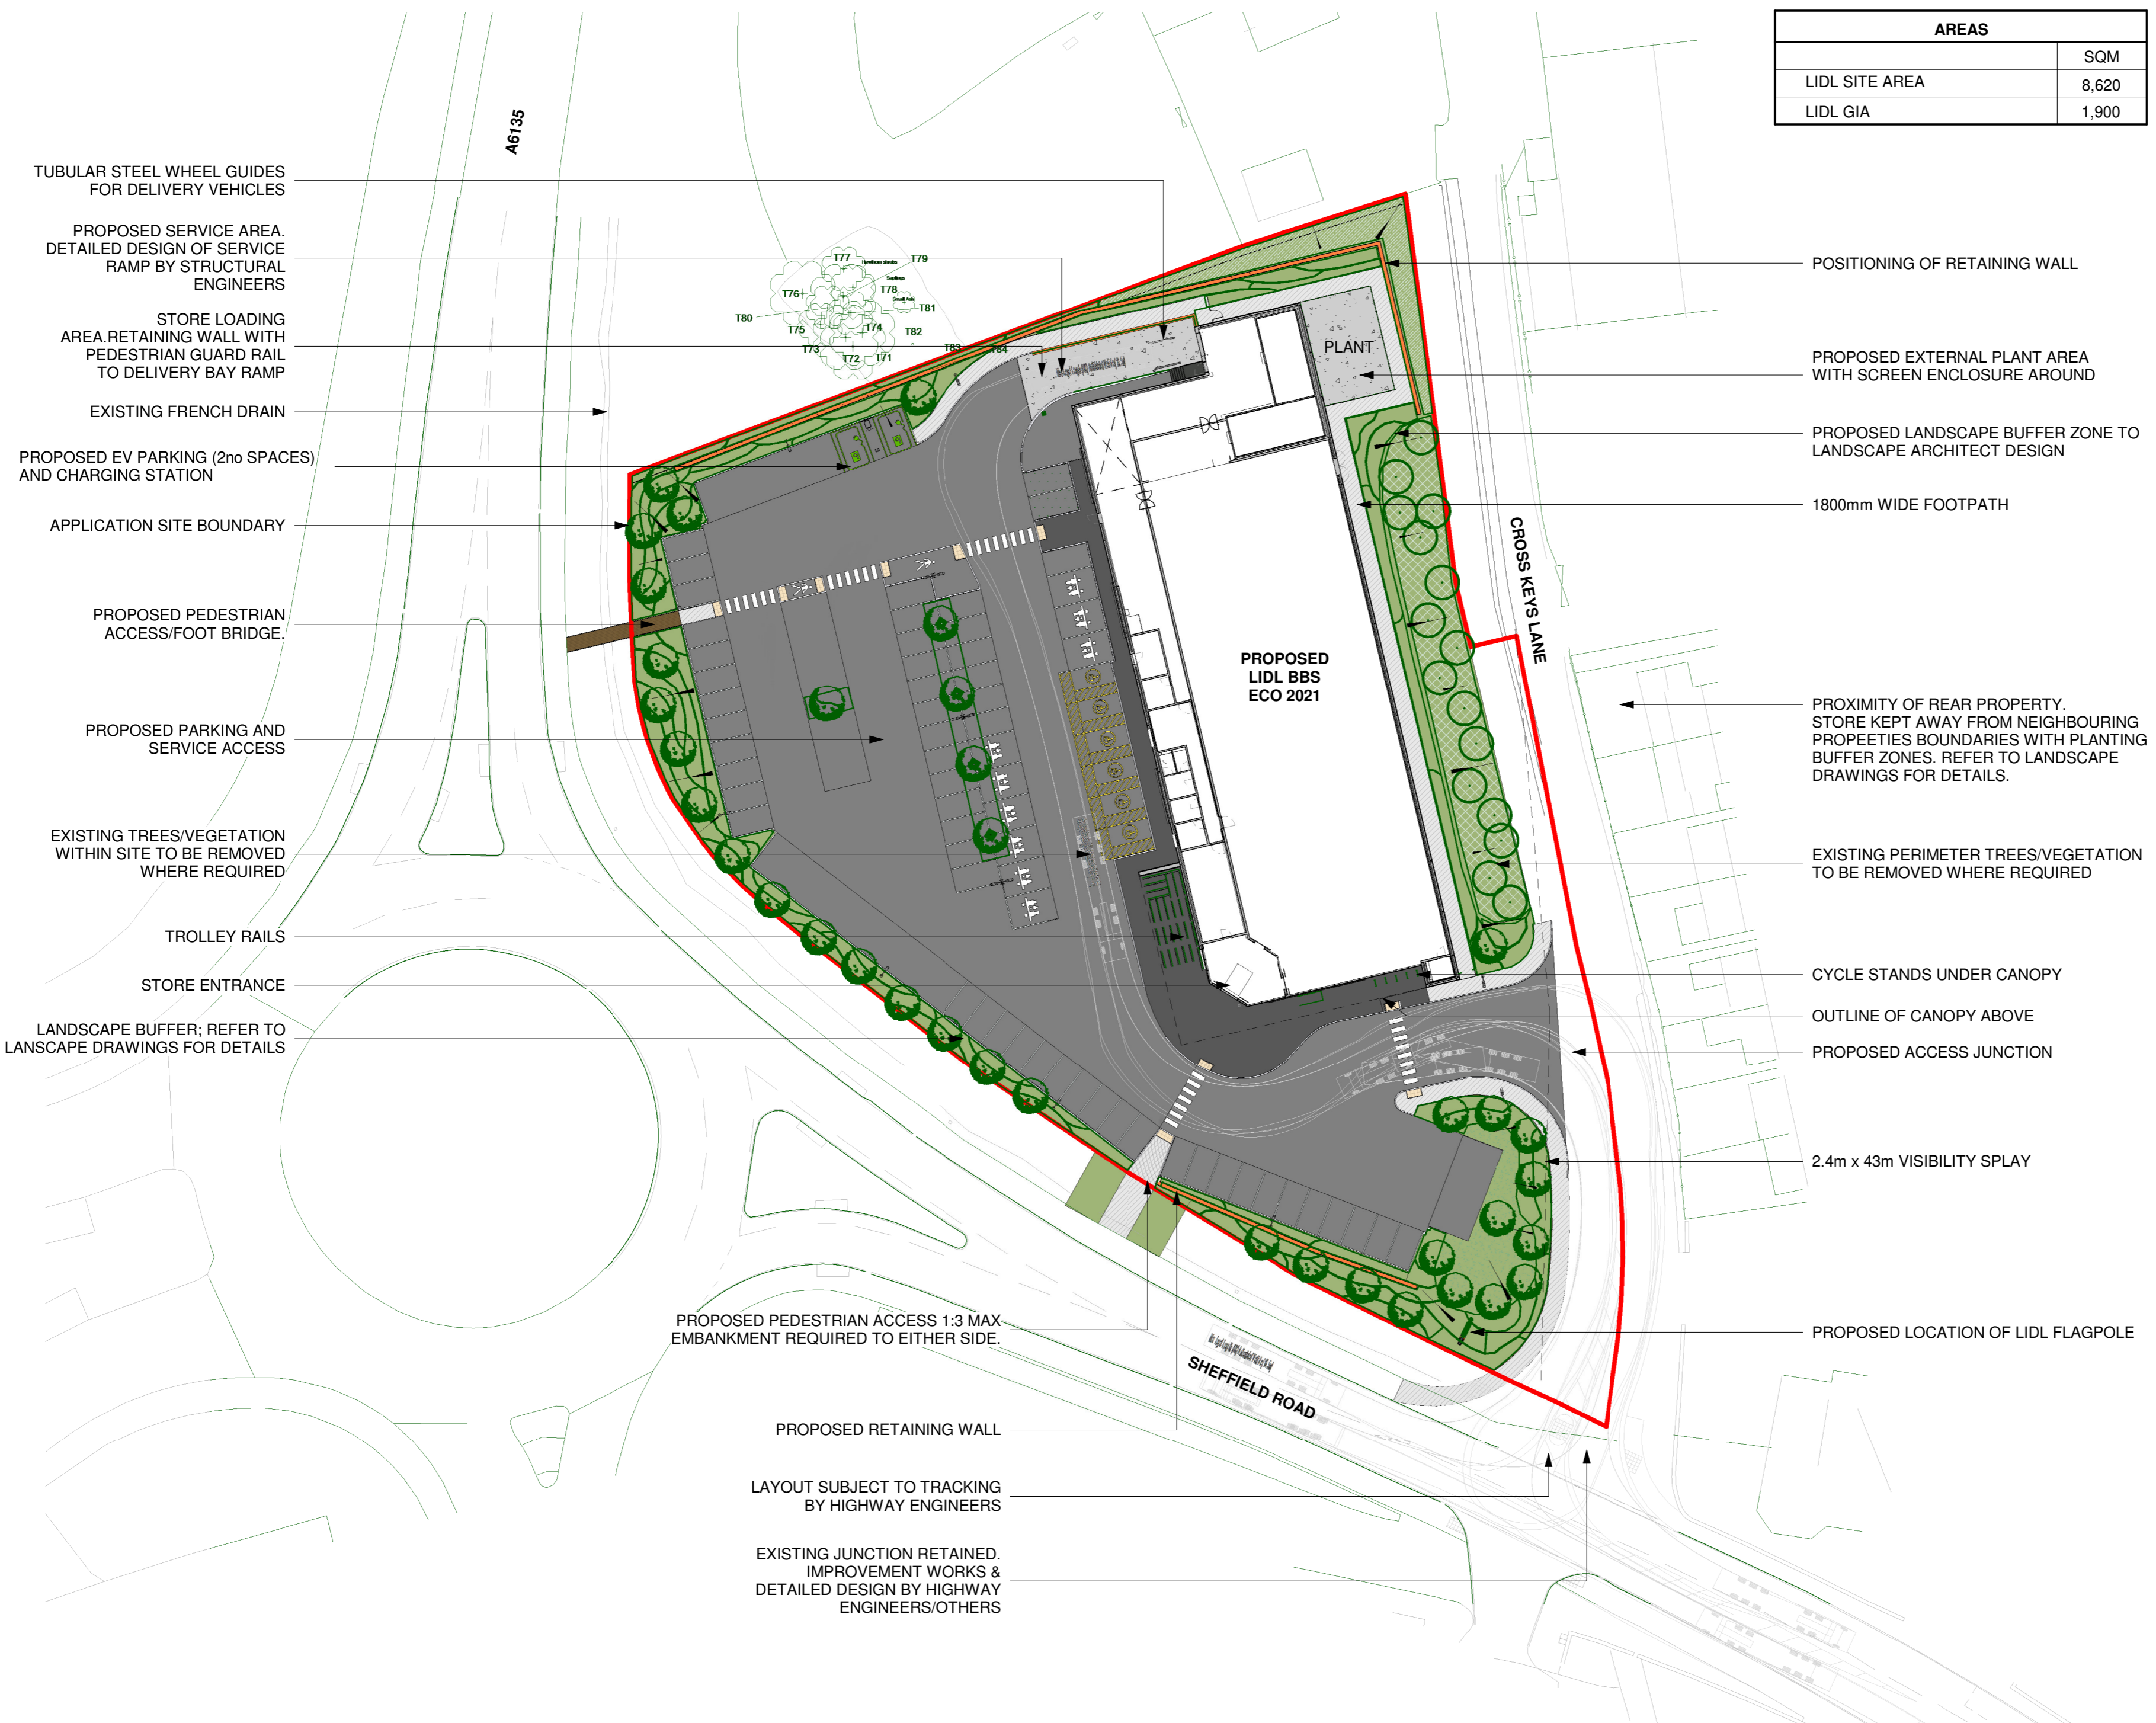 AREAS
SQM
LIDL SITE AREA 8,620
LIDL GIA 1,900
A6135
TUBULAR STEEL WHEEL GUIDES
FOR DELIVERY VEHICLES
PROPOSED SERVICE AREA.
DETAILED DESIGN OF SERVICE
RAMP BY STRUCTURAL
ENGINEERS
STORE LOADING
AREA.RETAINING WALL WITH
PEDESTRIAN GUARD RAIL
TO DELIVERY BAY RAMP
EXISTING FRENCH DRAIN
PROPOSED EV PARKING (2no SPACES)
AND CHARGING STATION
APPLICATION SITE BOUNDARY
PROPOSED PEDESTRIAN
ACCESS/FOOT BRIDGE.
PROPOSED PARKING AND
SERVICE ACCESS
EXISTING TREES/VEGETATION
WITHIN SITE TO BE REMOVED
WHERE REQUIRED
TROLLEY RAILS
STORE ENTRANCE
LANDSCAPE BUFFER; REFER TO
LANSCAPE DRAWINGS FOR DETAILS
T77
T79
T76
T78
T81
T80
T75
T74
T82
T73
T72
T71
T83
T84
PLANT
PROPOSED
LIDL BBS
ECO 2021
CROSS KEYS LANE
POSITIONING OF RETAINING WALL
PROPOSED EXTERNAL PLANT AREA
WITH SCREEN ENCLOSURE AROUND
PROPOSED LANDSCAPE BUFFER ZONE TO
LANDSCAPE ARCHITECT DESIGN
1800mm WIDE FOOTPATH
PROXIMITY OF REAR PROPERTY.
STORE KEPT AWAY FROM NEIGHBOURING
PROPEETIES BOUNDARIES WITH PLANTING
BUFFER ZONES. REFER TO LANDSCAPE
DRAWINGS FOR DETAILS.
EXISTING PERIMETER TREES/VEGETATION
TO BE REMOVED WHERE REQUIRED
CYCLE STANDS UNDER CANOPY
OUTLINE OF CANOPY ABOVE
PROPOSED ACCESS JUNCTION
2.4m x 43m VISIBILITY SPLAY
PROPOSED LOCATION OF LIDL FLAGPOLE
PROPOSED PEDESTRIAN ACCESS 1:3 MAX
EMBANKMENT REQUIRED TO EITHER SIDE.
SHEFFIELD ROAD
PROPOSED RETAINING WALL
LAYOUT SUBJECT TO TRACKING
BY HIGHWAY ENGINEERS
EXISTING JUNCTION RETAINED.
IMPROVEMENT WORKS &
DETAILED DESIGN BY HIGHWAY
ENGINEERS/OTHERS